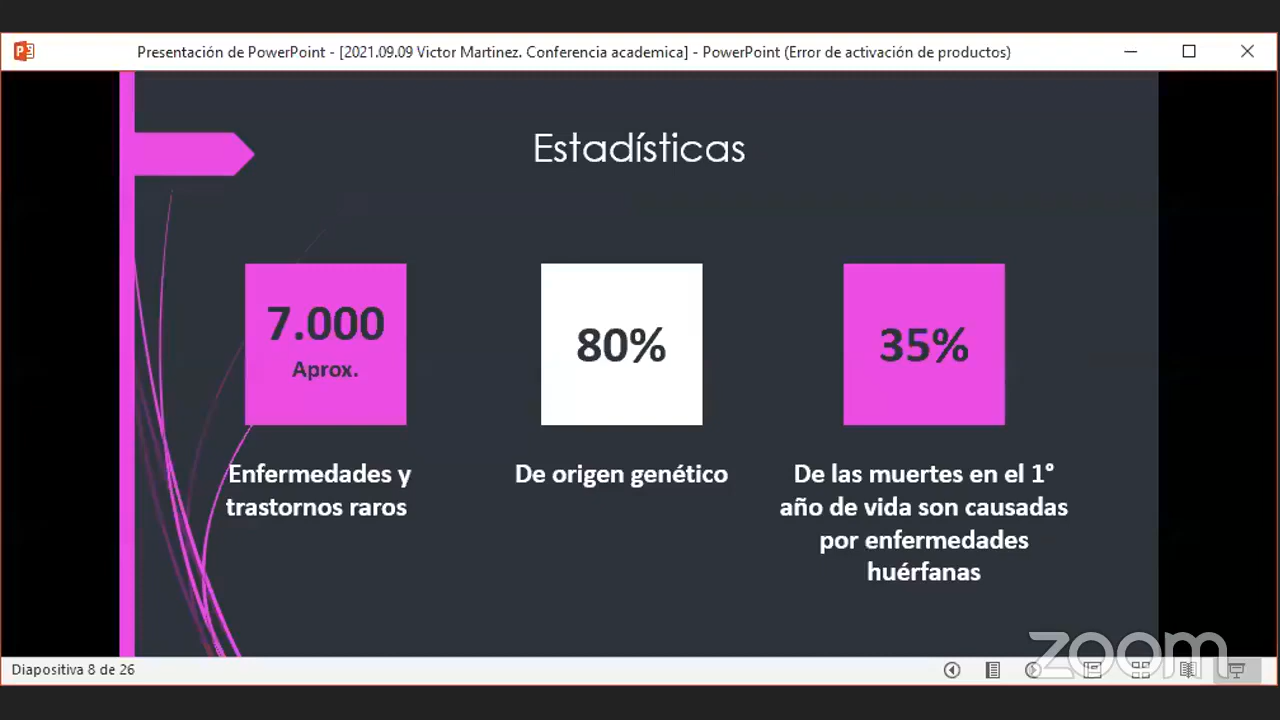 Presentación de PowerPoint - [2021.09.09 Victor Martinez. Conferencia academica] - PowerPoint (Error de activación de productos)
Estadísticas
7.000
Aprox.
80%
35%
Enfermedades y
trastornos raros
De origen genético
De las muertes en el 1°
año de vida son causadas
por enfermedades
huérfanas
zoom
Diapositiva 8 de 26